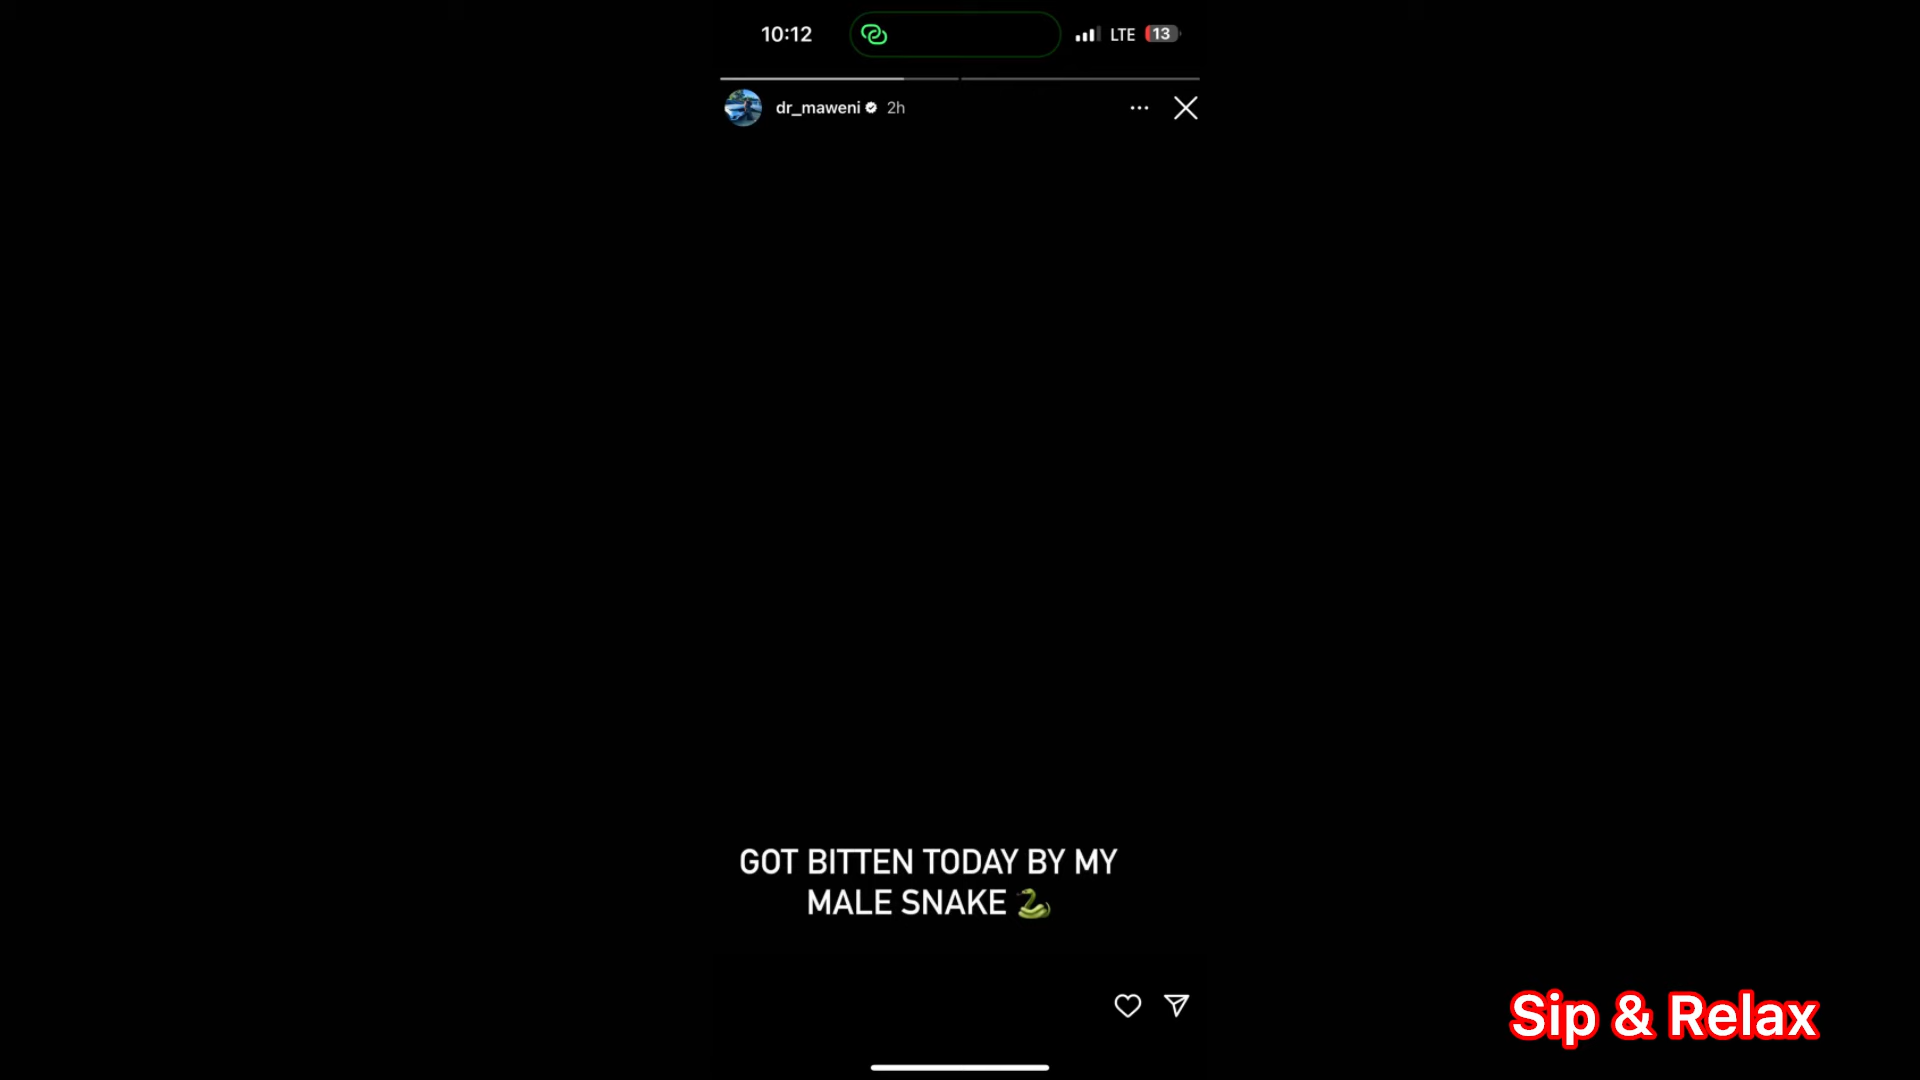 10:12
LTE
13
dr_maweni 2h
GOT BITTEN TODAY BY MY
MALE SNAKE 🐍
Sip & Relax